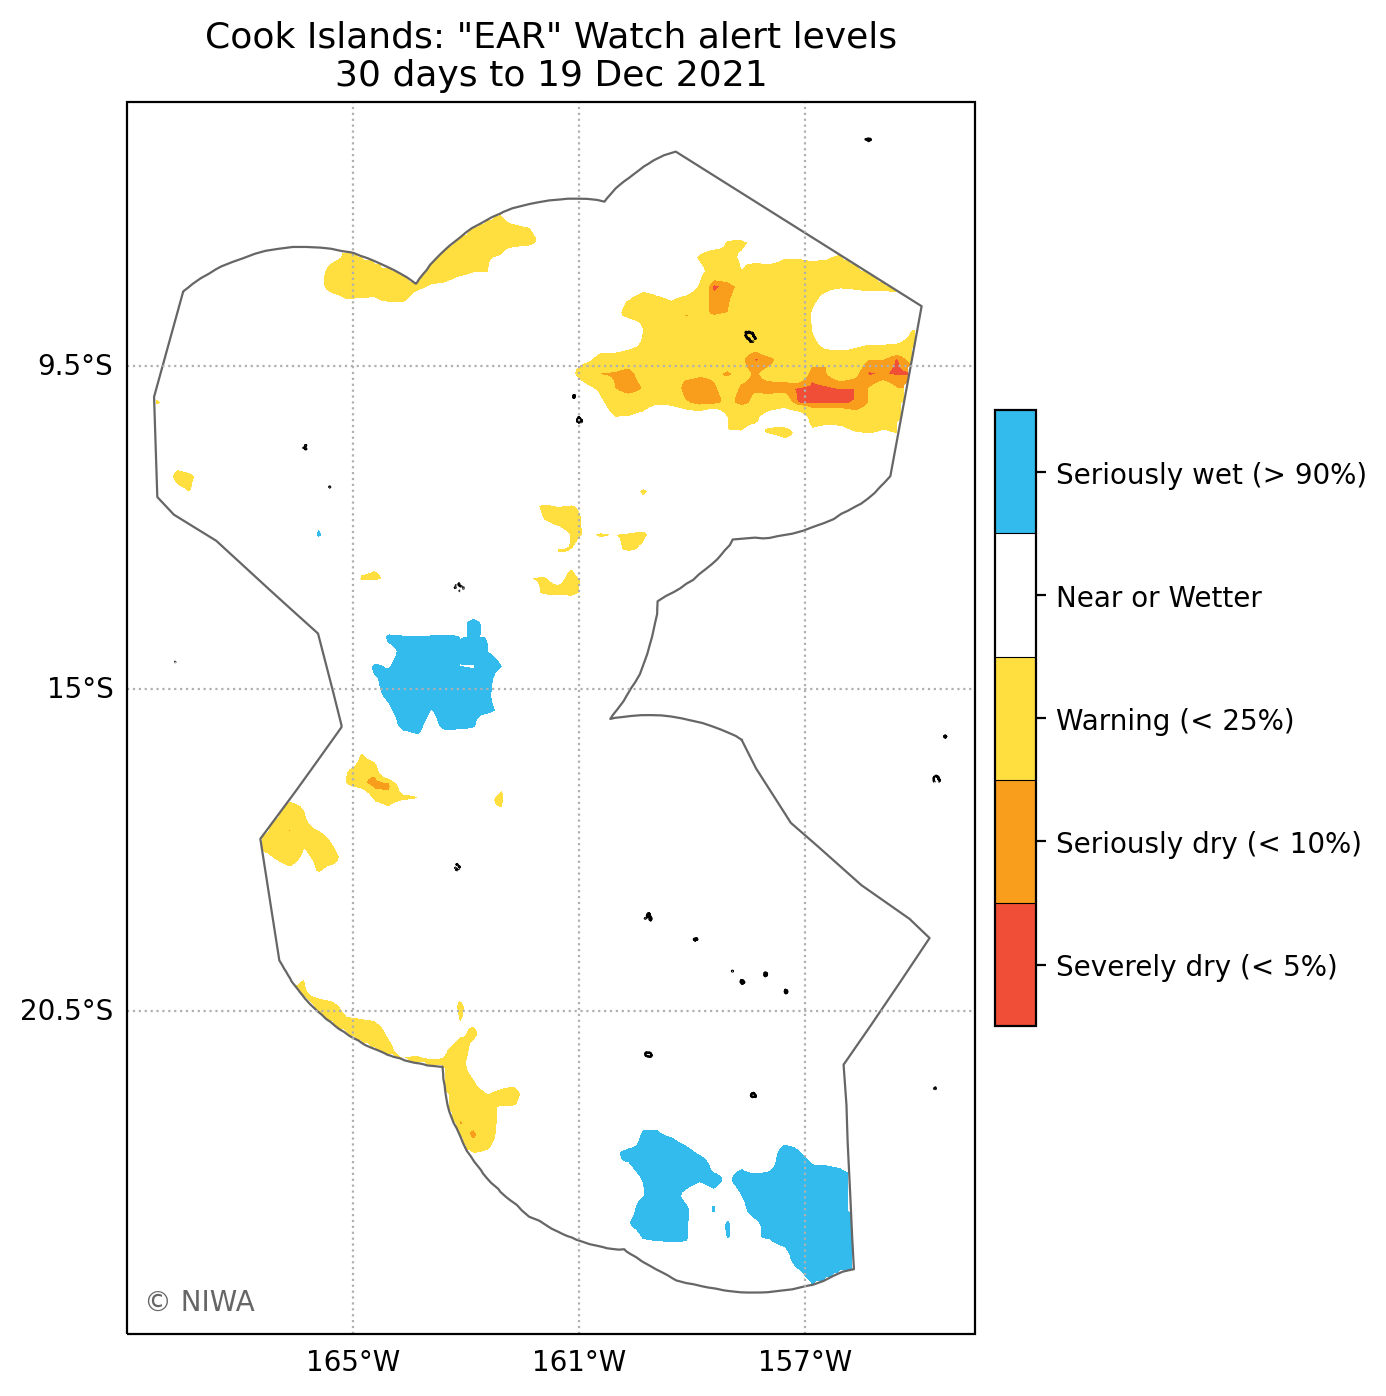 Cook Islands: "EAR" Watch alert levels
30 days to 19 Dec 2021
9.5°S
15°S
20.5°S
165°W
161°W
157°W
Seriously wet (> 90%)
Near or Wetter
Warning (< 25%)
Seriously dry (< 10%)
Severely dry (< 5%)
© NIWA